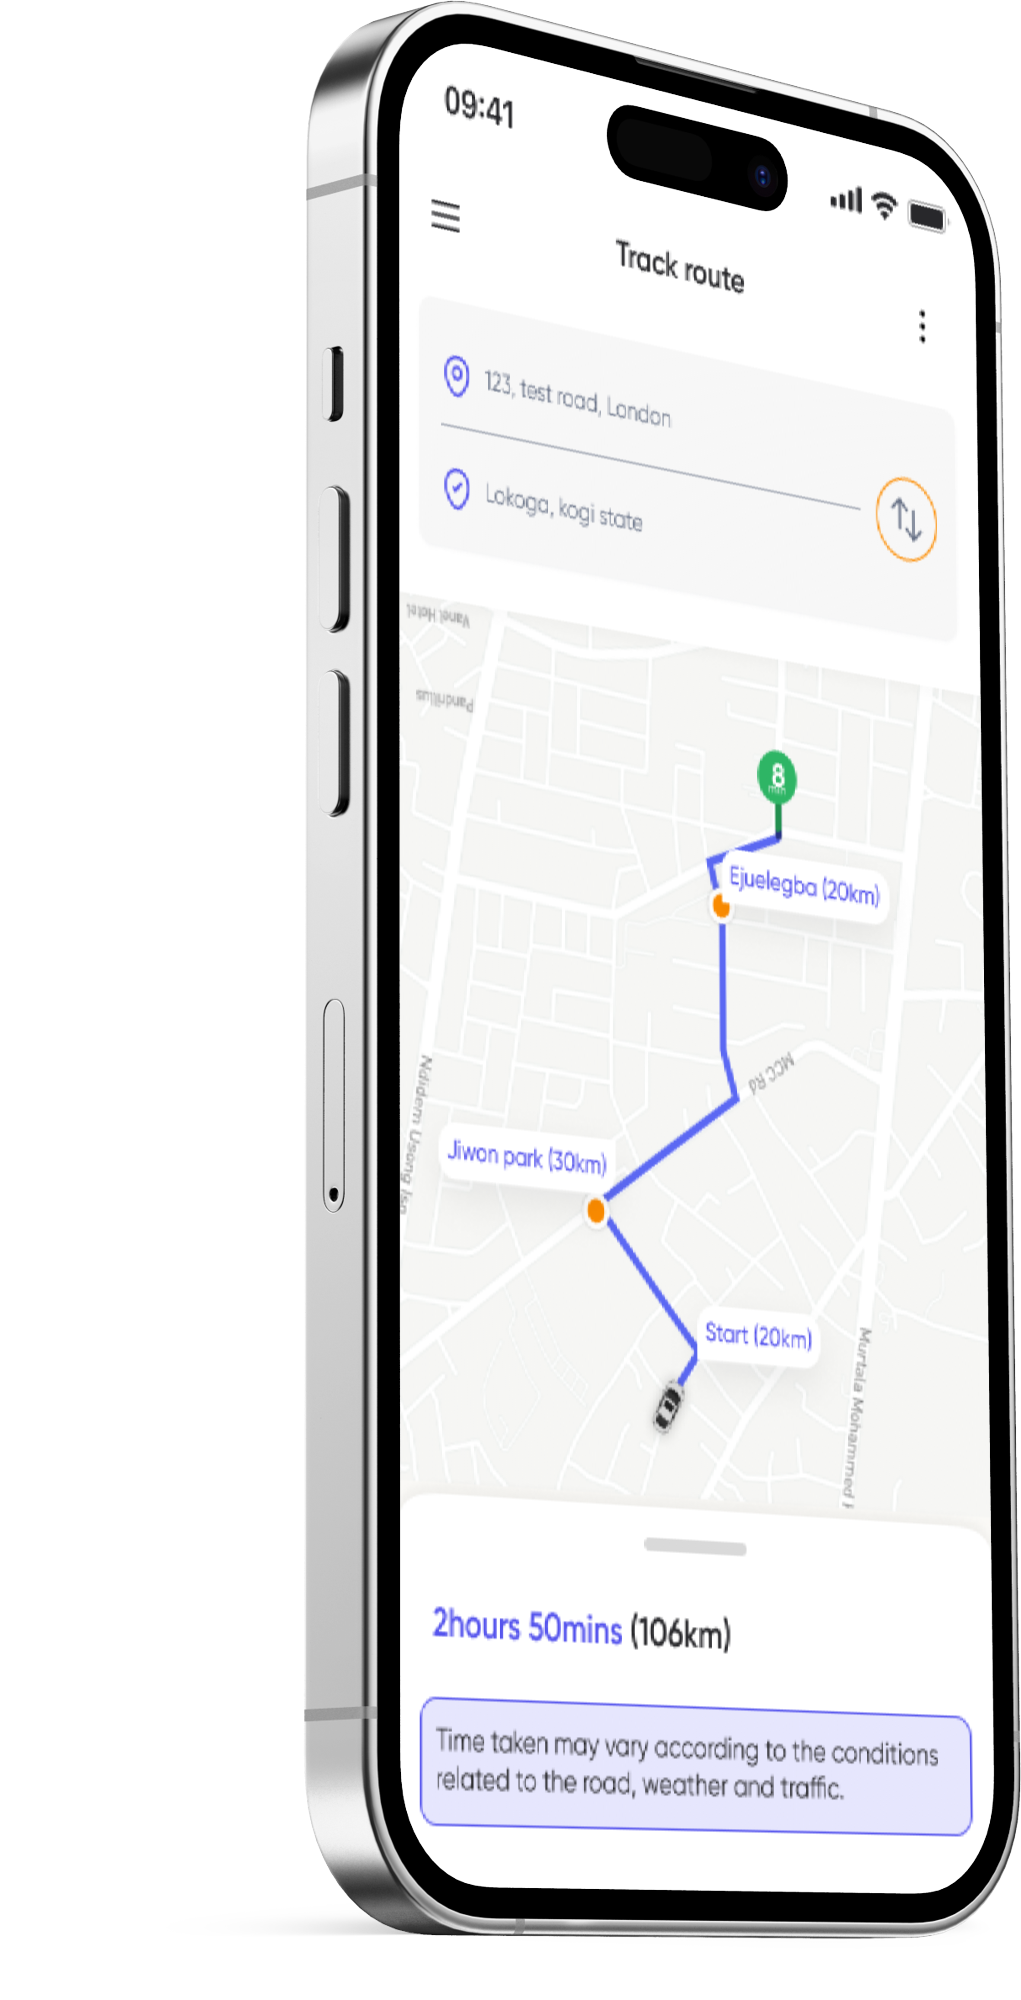 09:41
Track route
123, test road, London
Lokoga, kogi state
Vanel Hotel
Pandrillus
8
min
Ejuelegba (20km)
MCC Rd
Ndidem Usang Isn
Jiwon park (30km)
Start (20km)
Murtala Mohammed
2hours 50mins (106km)
Time taken may vary according to the conditions
related to the road, weather and traffic.